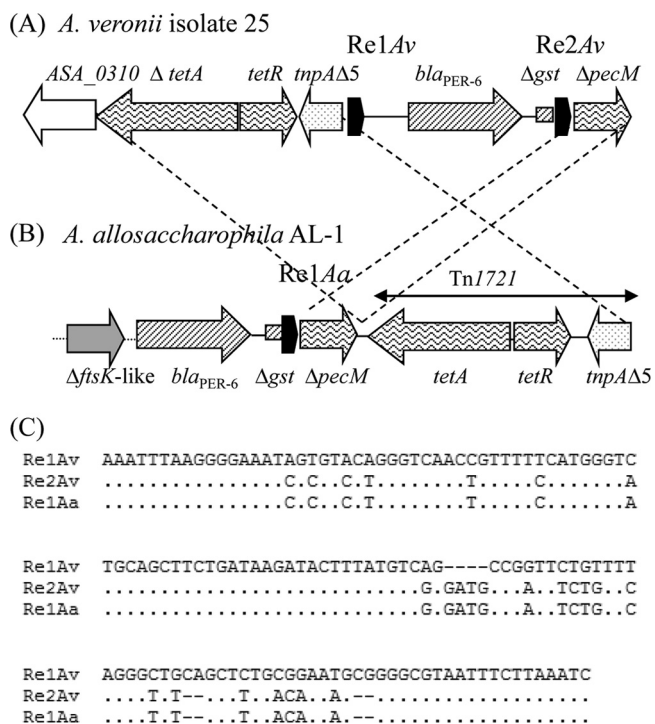 (A) A. veronii isolate 25
Re1Av Re2Av
ASA_0310 Δ tetA tetR tnpAΔ5 blaPER-6 Δgst ΔpecM
(B) A. allosaccharophila AL-1
Re1Aa
Tn1721
ΔftsK-like blaPER-6 Δgst ΔpecM tetA tetR tnpAΔ5
(C)
Re1Av AAATTTAAGGGGAAATAGTGTACAGGGTCAACCGTTTTTCATGGGTC
Re2Av ................C.C..C.T.........T.....C.......A
Re1Aa ................C.C..C.T.........T.....C.......A
Re1Av TGCAGCTTCTGATAAGATACTTTATGTCAG----CCGGTTCTGTTTT
Re2Av ............................G.GATG...A..TCTG..C
Re1Aa ............................G.GATG...A..TCTG..C
Re1Av AGGGCTGCAGCTCTGCGGAATGCGGGGCGTAATTTCTTAAATC
Re2Av ....T.T--...T..ACA..A.--...................
Re1Aa ....T.T--...T..ACA..A.--...................